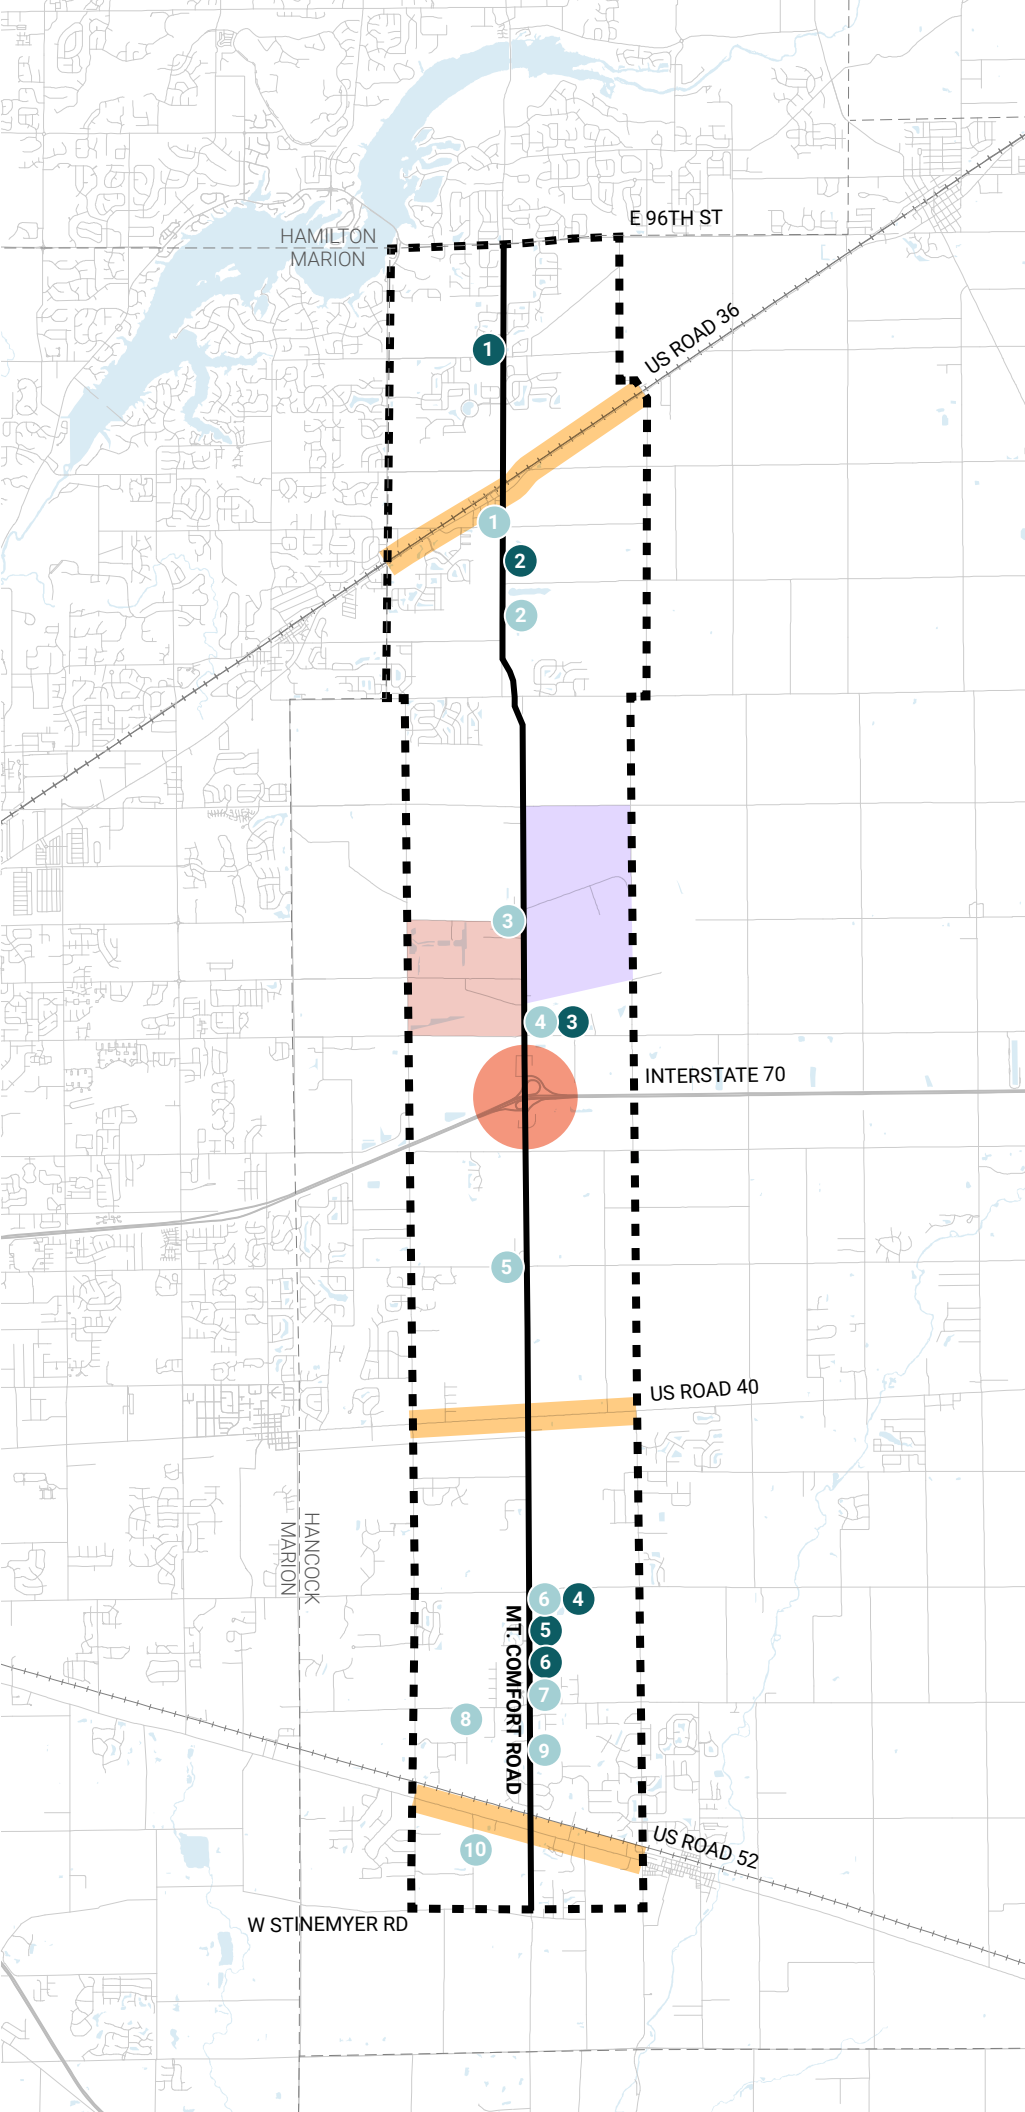 E 96TH ST
HAMILTON
MARION
US ROAD 36
1
1
2
2
3
4 3
INTERSTATE 70
5
US ROAD 40
HANCOCK
MARION
6 4
5
6
7
8
9
MT. COMFORT ROAD
10
US ROAD 52
W STINEMYER RD